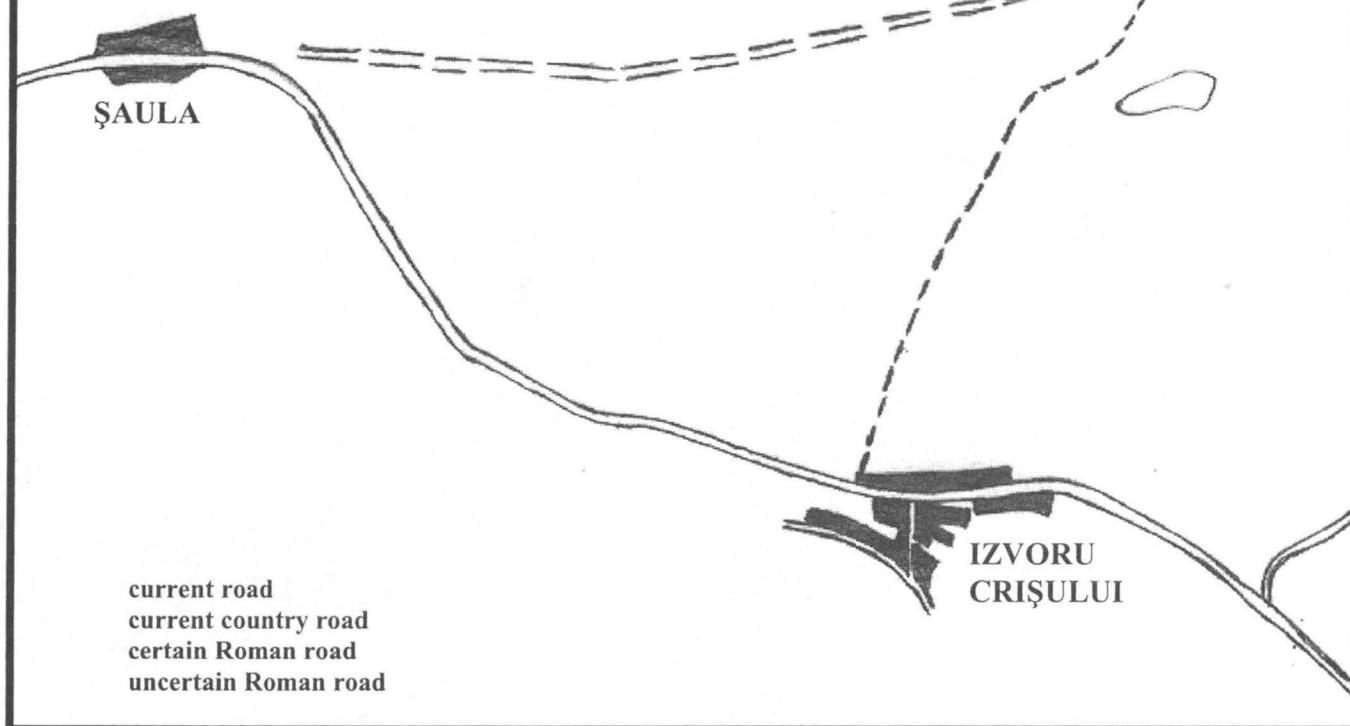 ŞAULA
IZVORU
CRIŞULUI
current road
current country road
certain Roman road
uncertain Roman road